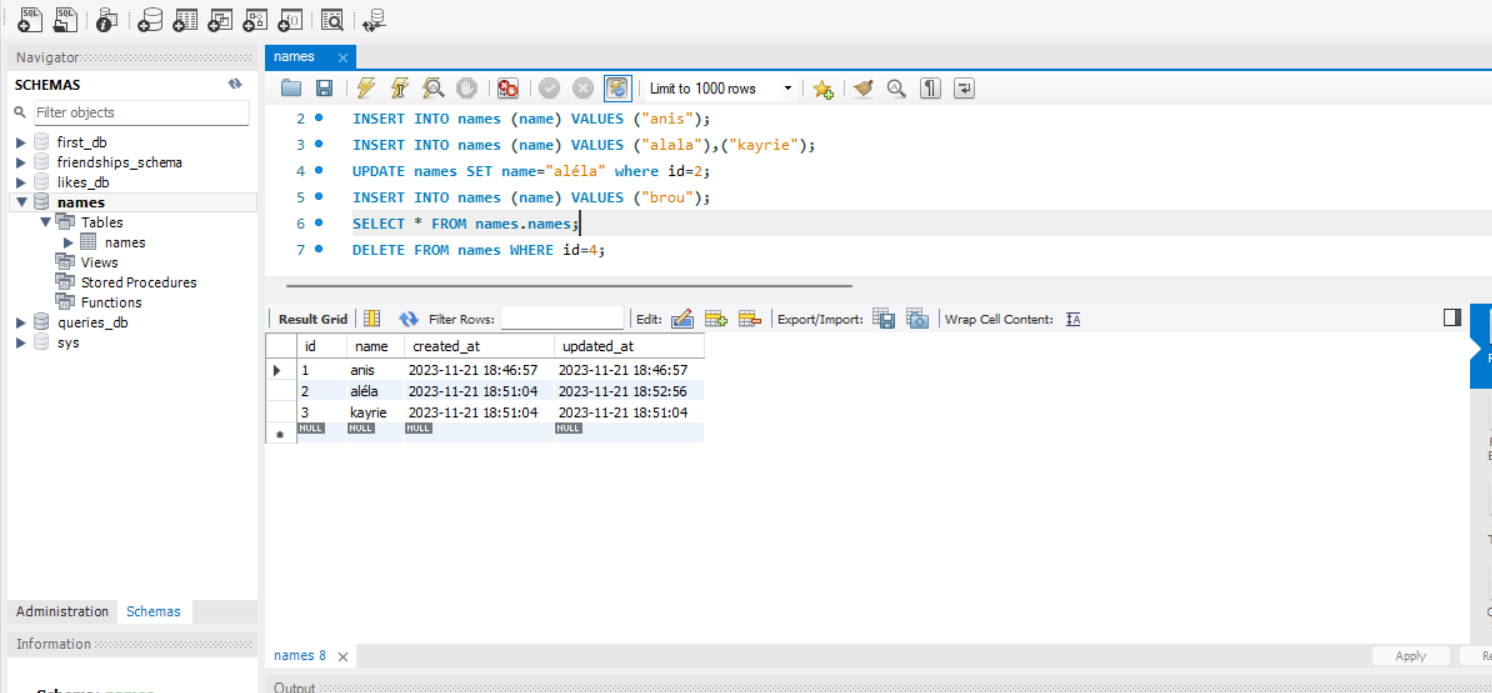 SQL SQL
Navigator
SCHEMAS
Filter objects
first_db
friendships_schema
likes_db
names
Tables
names
Views
Stored Procedures
Functions
queries_db
sys
Administration Schemas
Information
names
Limit to 1000 rows
2 INSERT INTO names (name) VALUES ("anis");
3 INSERT INTO names (name) VALUES ("alala"),("kayrie");
4 UPDATE names SET name="aléla" where id=2;
5 INSERT INTO names (name) VALUES ("brou");
6 SELECT * FROM names.names;
7 DELETE FROM names WHERE id=4;
Result Grid Filter Rows: Edit: Export/Import: Wrap Cell Content: IA
id name created_at updated_at
1 anis 2023-11-21 18:46:57 2023-11-21 18:46:57
2 aléla 2023-11-21 18:51:04 2023-11-21 18:52:56
3 kayrie 2023-11-21 18:51:04 2023-11-21 18:51:04
NULL NULL NULL NULL
names 8
Apply
Output